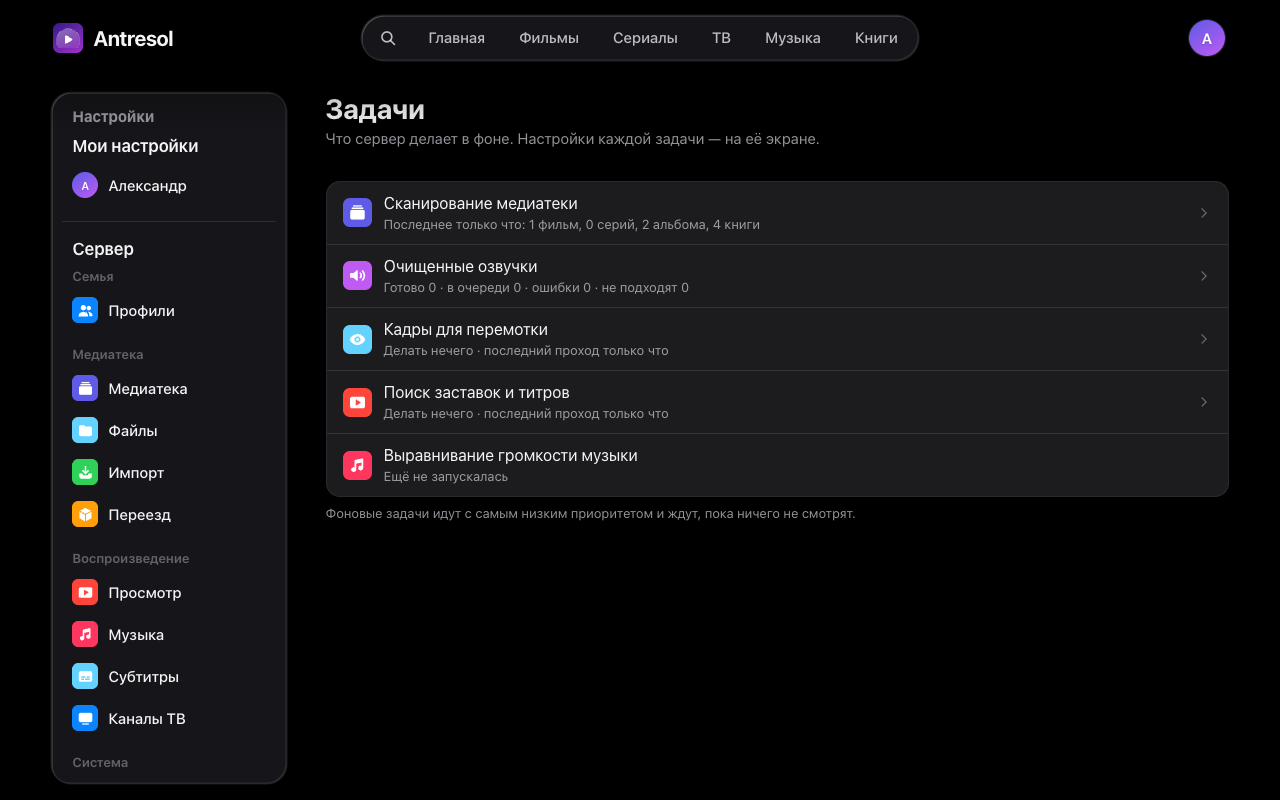 Antresol
Главная
Фильмы
Сериалы
ТВ
Музыка
Книги
A
Настройки
Мои настройки
A
Александр
Сервер
Семья
Профили
Медиатека
Медиатека
Файлы
Импорт
Переезд
Воспроизведение
Просмотр
Музыка
Субтитры
Каналы ТВ
Система
Задачи
Что сервер делает в фоне. Настройки каждой задачи — на её экране.
Сканирование медиатеки
Последнее только что: 1 фильм, 0 серий, 2 альбома, 4 книги
Очищенные озвучки
Готово 0 · в очереди 0 · ошибки 0 · не подходят 0
Кадры для перемотки
Делать нечего · последний проход только что
Поиск заставок и титров
Делать нечего · последний проход только что
Выравнивание громкости музыки
Ещё не запускалась
Фоновые задачи идут с самым низким приоритетом и ждут, пока ничего не смотрят.